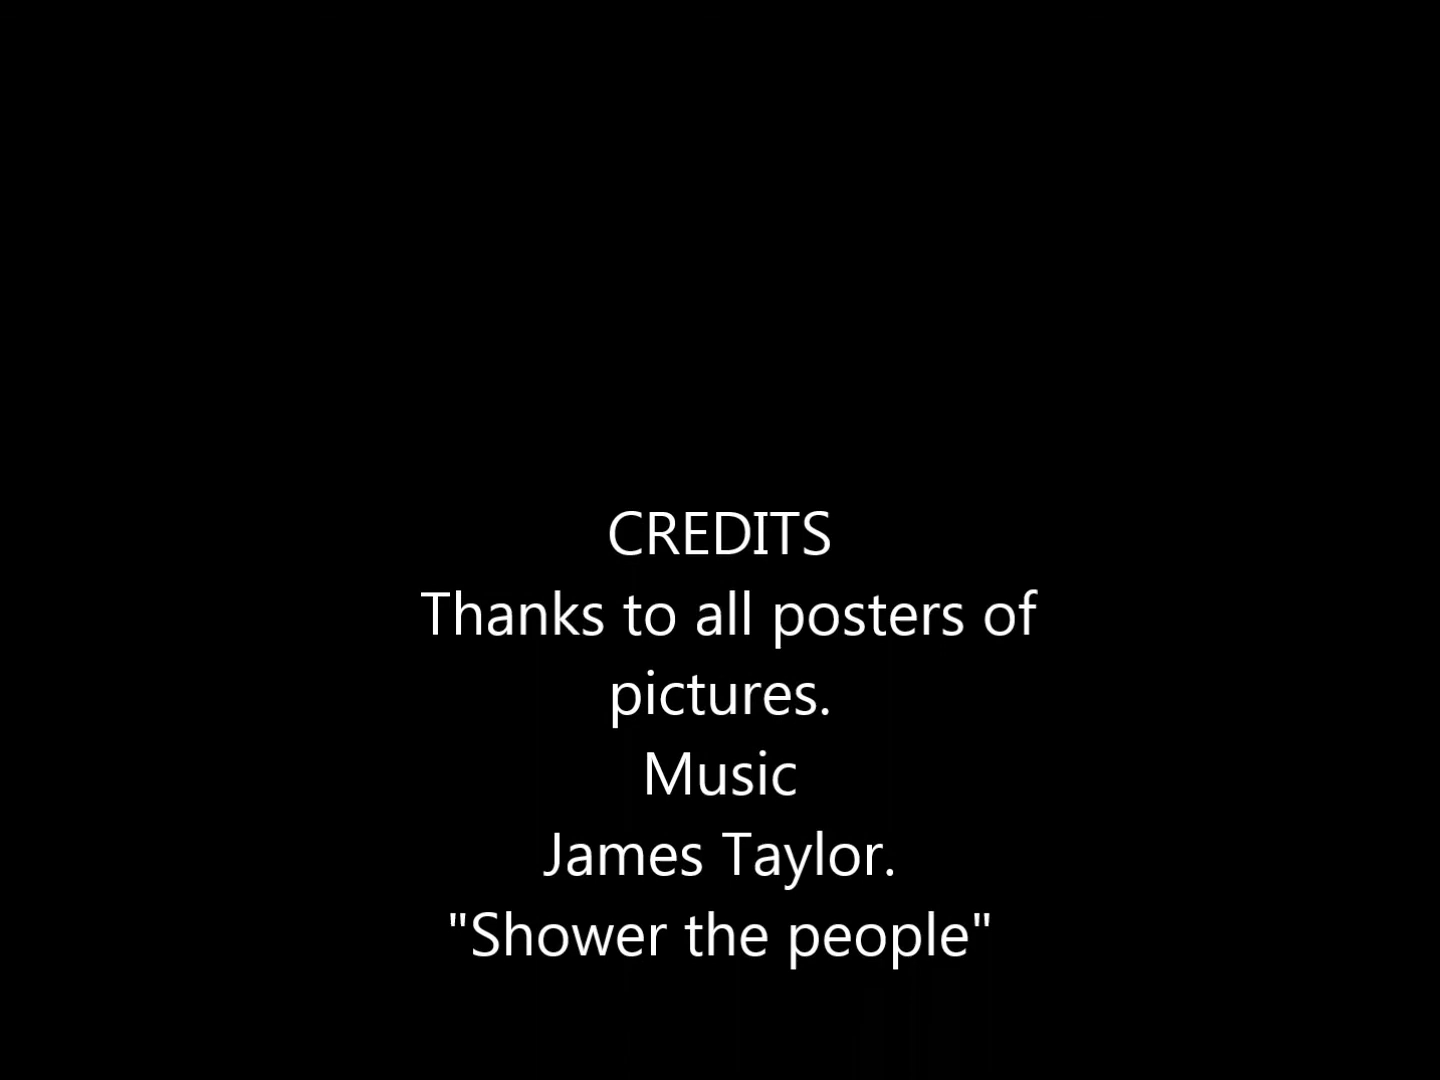 CREDITS
Thanks to all posters of
pictures.
Music
James Taylor.
"Shower the people"